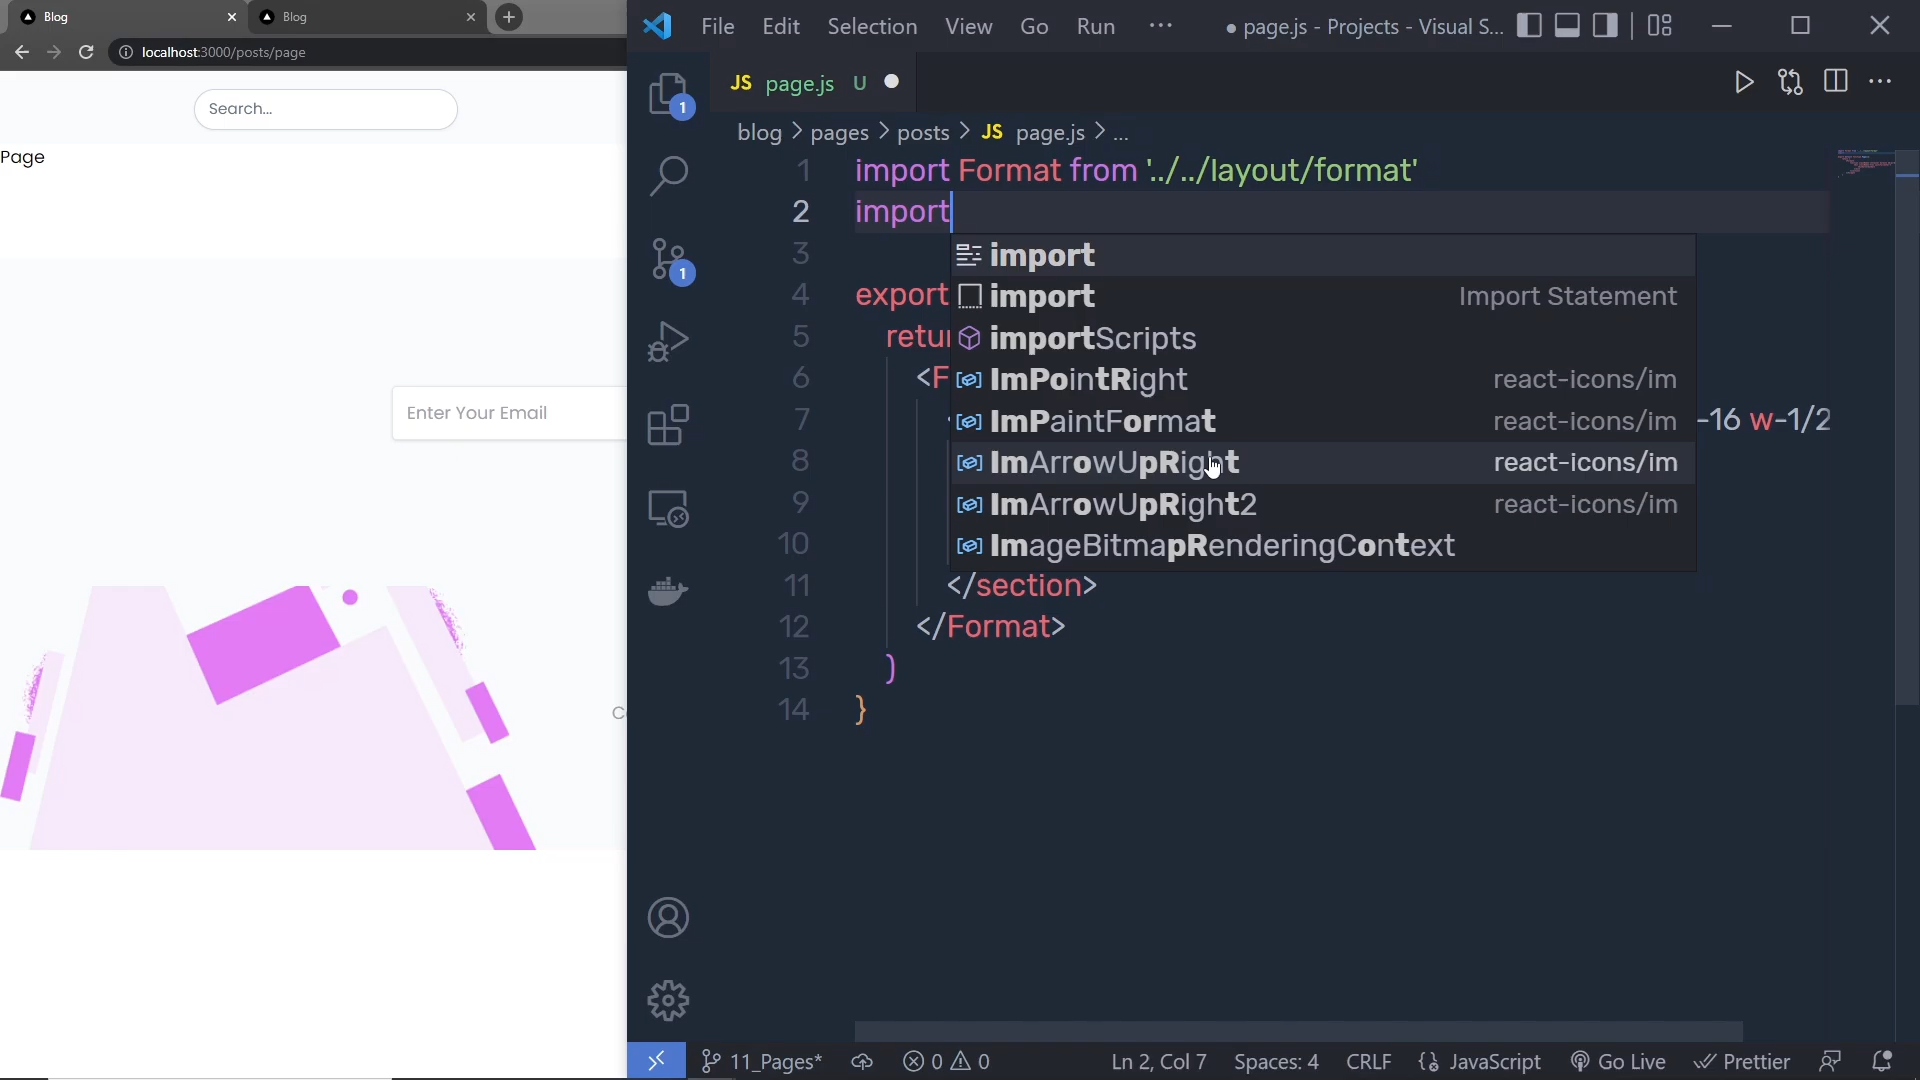 Blog
Blog
localhost:3000/posts/page
Search...
Page
Enter Your Email
File Edit Selection View Go Run ···
● page.js - Projects - Visual S...
JS page.js U
blog > pages > posts > JS page.js > ...
1 import Format from '../../layout/format'
2 import
3
import
4 export
import Import Statement
5 retur
importScripts
6 <F
ImPointRight react-icons/im
7
ImPaintFormat react-icons/im
-16 w-1/2
8
ImArrowUpRight react-icons/im
9
ImArrowUpRight2 react-icons/im
10
ImageBitmapRenderingContext
11 </section>
12 </Format>
13 )
14 }
1
1
11_Pages* 0 0 Ln 2, Col 7 Spaces: 4 CRLF JavaScript Go Live Prettier